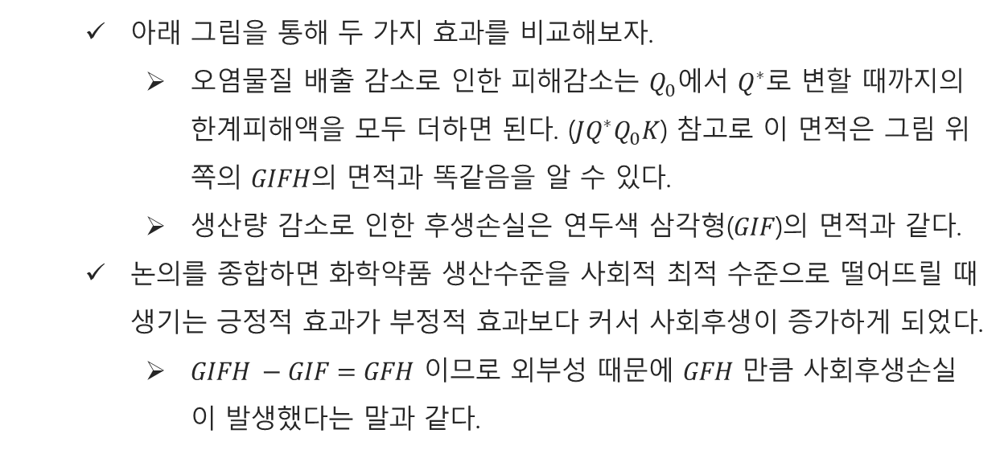 ✓ 아래 그림을 통해 두 가지 효과를 비교해보자.
➢ 오염물질 배출 감소로 인한 피해감소는 Q₀에서 Q*로 변할 때까지의
한계피해액을 모두 더하면 된다. (JQ*Q₀K) 참고로 이 면적은 그림 위
쪽의 GIFH의 면적과 똑같음을 알 수 있다.
➢ 생산량 감소로 인한 후생손실은 연두색 삼각형(GIF)의 면적과 같다.
✓ 논의를 종합하면 화학약품 생산수준을 사회적 최적 수준으로 떨어뜨릴 때
생기는 긍정적 효과가 부정적 효과보다 커서 사회후생이 증가하게 되었다.
➢ GIFH − GIF = GFH 이므로 외부성 때문에 GFH 만큼 사회후생손실
이 발생했다는 말과 같다.